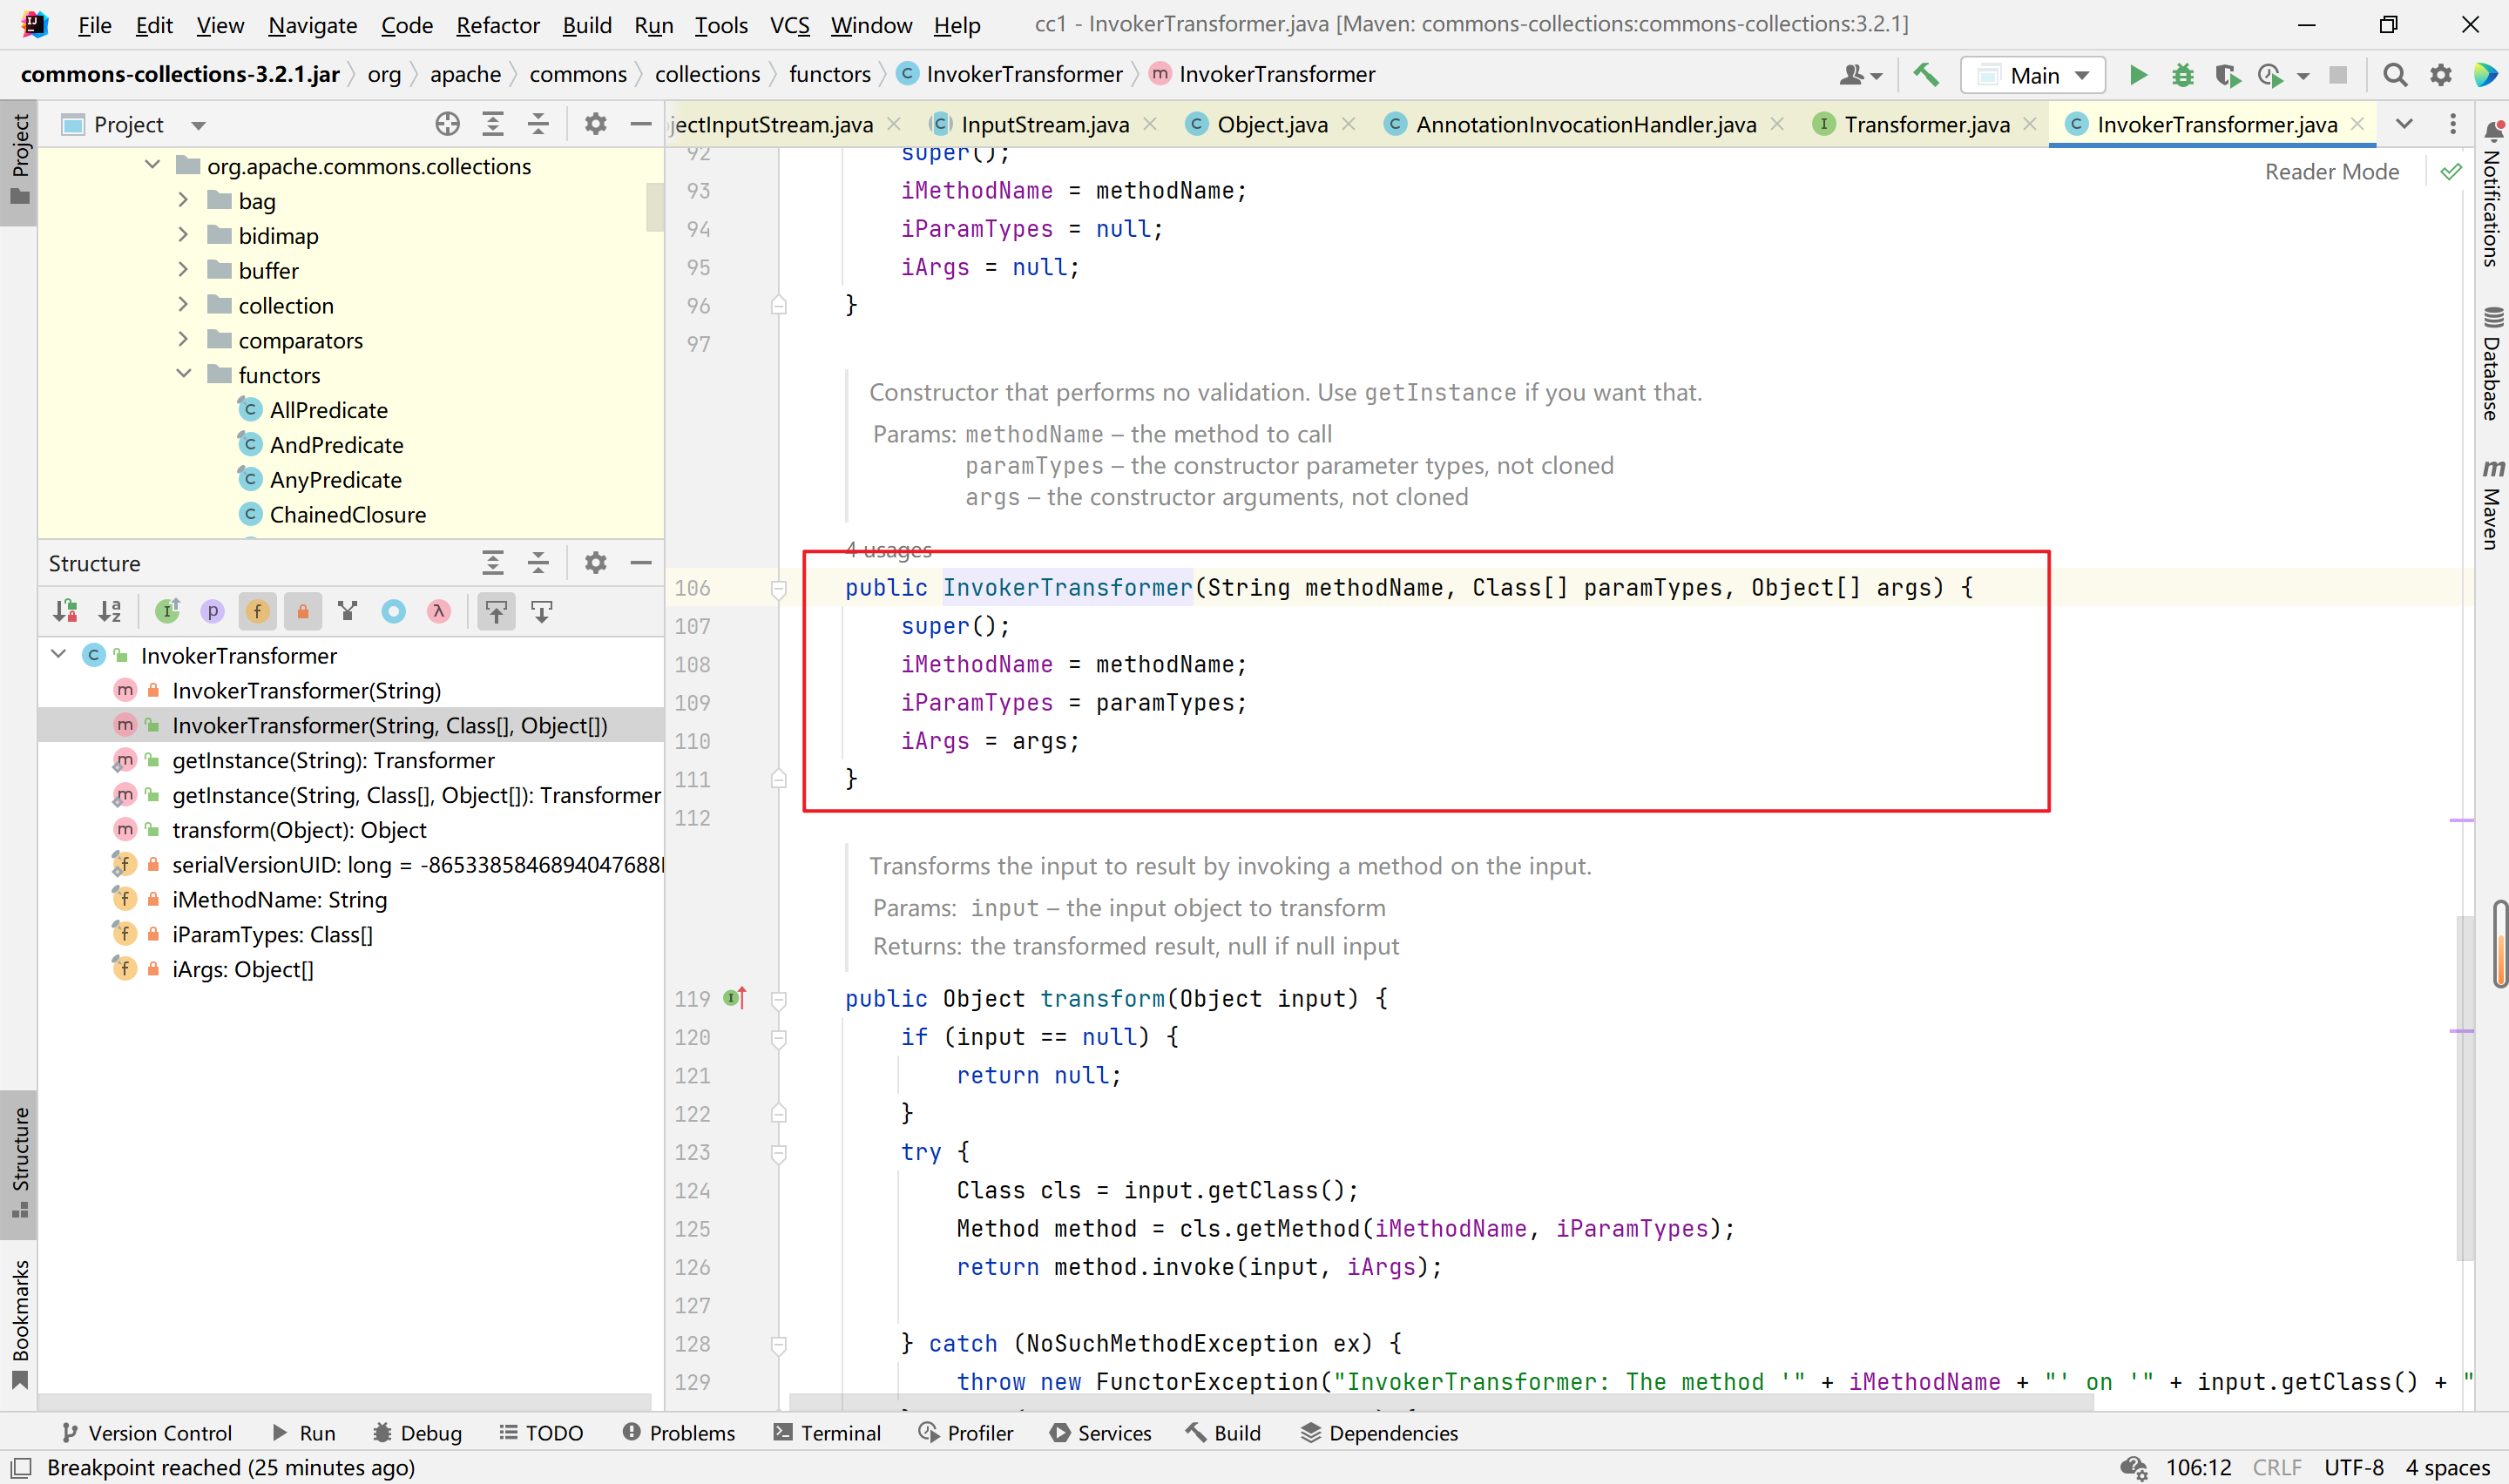 File Edit View Navigate Code Refactor Build Run Tools VCS Window Help cc1 - InvokerTransformer.java [Maven: commons-collections:commons-collections:3.2.1]
commons-collections-3.2.1.jar org apache commons collections functors InvokerTransformer InvokerTransformer Main
Project
jectInputStream.java InputStream.java Object.java AnnotationInvocationHandler.java Transformer.java InvokerTransformer.java
Project
org.apache.commons.collections
bag
bidimap
buffer
collection
comparators
functors
AllPredicate
AndPredicate
AnyPredicate
ChainedClosure
Structure
InvokerTransformer
InvokerTransformer(String)
InvokerTransformer(String, Class[], Object[])
getInstance(String): Transformer
getInstance(String, Class[], Object[]): Transformer
transform(Object): Object
serialVersionUID: long = -8653385846894047688
iMethodName: String
iParamTypes: Class[]
iArgs: Object[]
Structure
Bookmarks
Reader Mode
92 super();
93 iMethodName = methodName;
94 iParamTypes = null;
95 iArgs = null;
96 }
97
Constructor that performs no validation. Use getInstance if you want that.
Params: methodName – the method to call
paramTypes – the constructor parameter types, not cloned
args – the constructor arguments, not cloned
4 usages
106 public InvokerTransformer(String methodName, Class[] paramTypes, Object[] args) {
107 super();
108 iMethodName = methodName;
109 iParamTypes = paramTypes;
110 iArgs = args;
111 }
112
Transforms the input to result by invoking a method on the input.
Params: input – the input object to transform
Returns: the transformed result, null if null input
119 public Object transform(Object input) {
120 if (input == null) {
121 return null;
122 }
123 try {
124 Class cls = input.getClass();
125 Method method = cls.getMethod(iMethodName, iParamTypes);
126 return method.invoke(input, iArgs);
127
128 } catch (NoSuchMethodException ex) {
129 throw new FunctorException("InvokerTransformer: The method '" + iMethodName + "' on '" + input.getClass() + "
Notifications
Database
Maven
Version Control Run Debug TODO Problems Terminal Profiler Services Build Dependencies
Breakpoint reached (25 minutes ago) 106:12 CRLF UTF-8 4 spaces